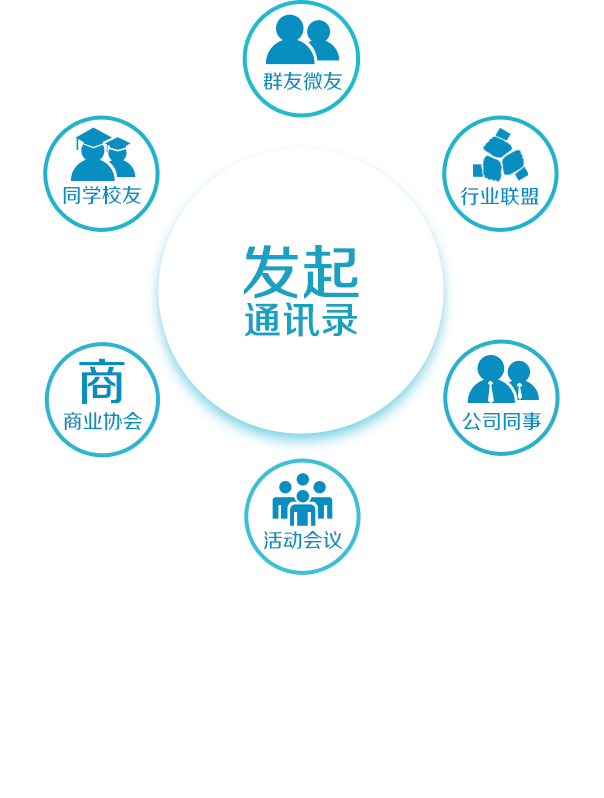 群友微友
同学校友
行业联盟
发起
通讯录
商
商业协会
公司同事
活动会议